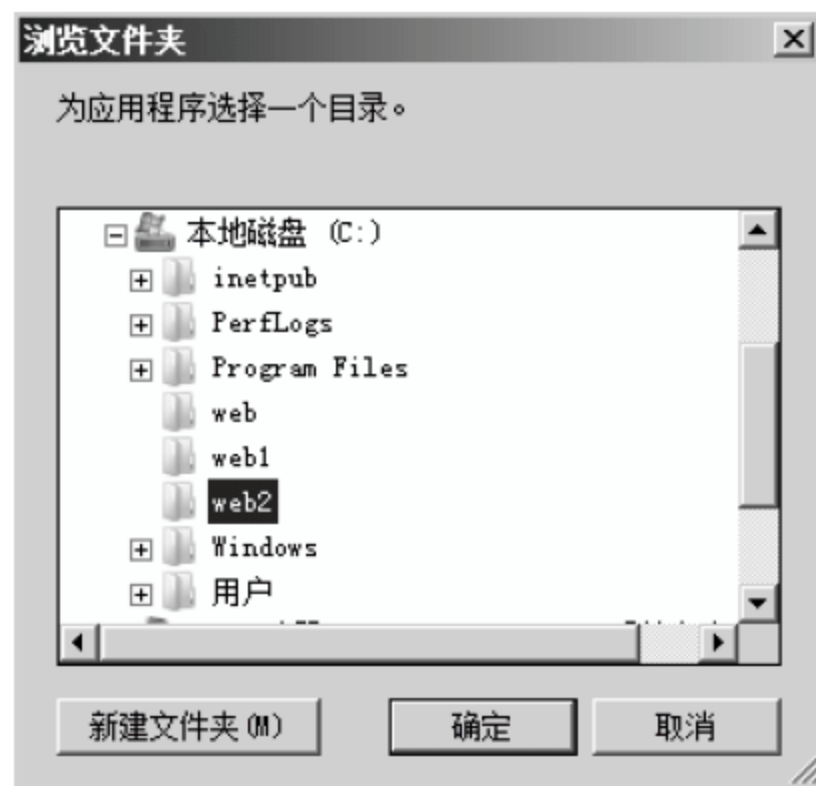 浏览文件夹
为应用程序选择一个目录。
本地磁盘 (C:)
inetpub
PerfLogs
Program Files
web
web1
web2
Windows
用户
新建文件夹(M) 确定 取消